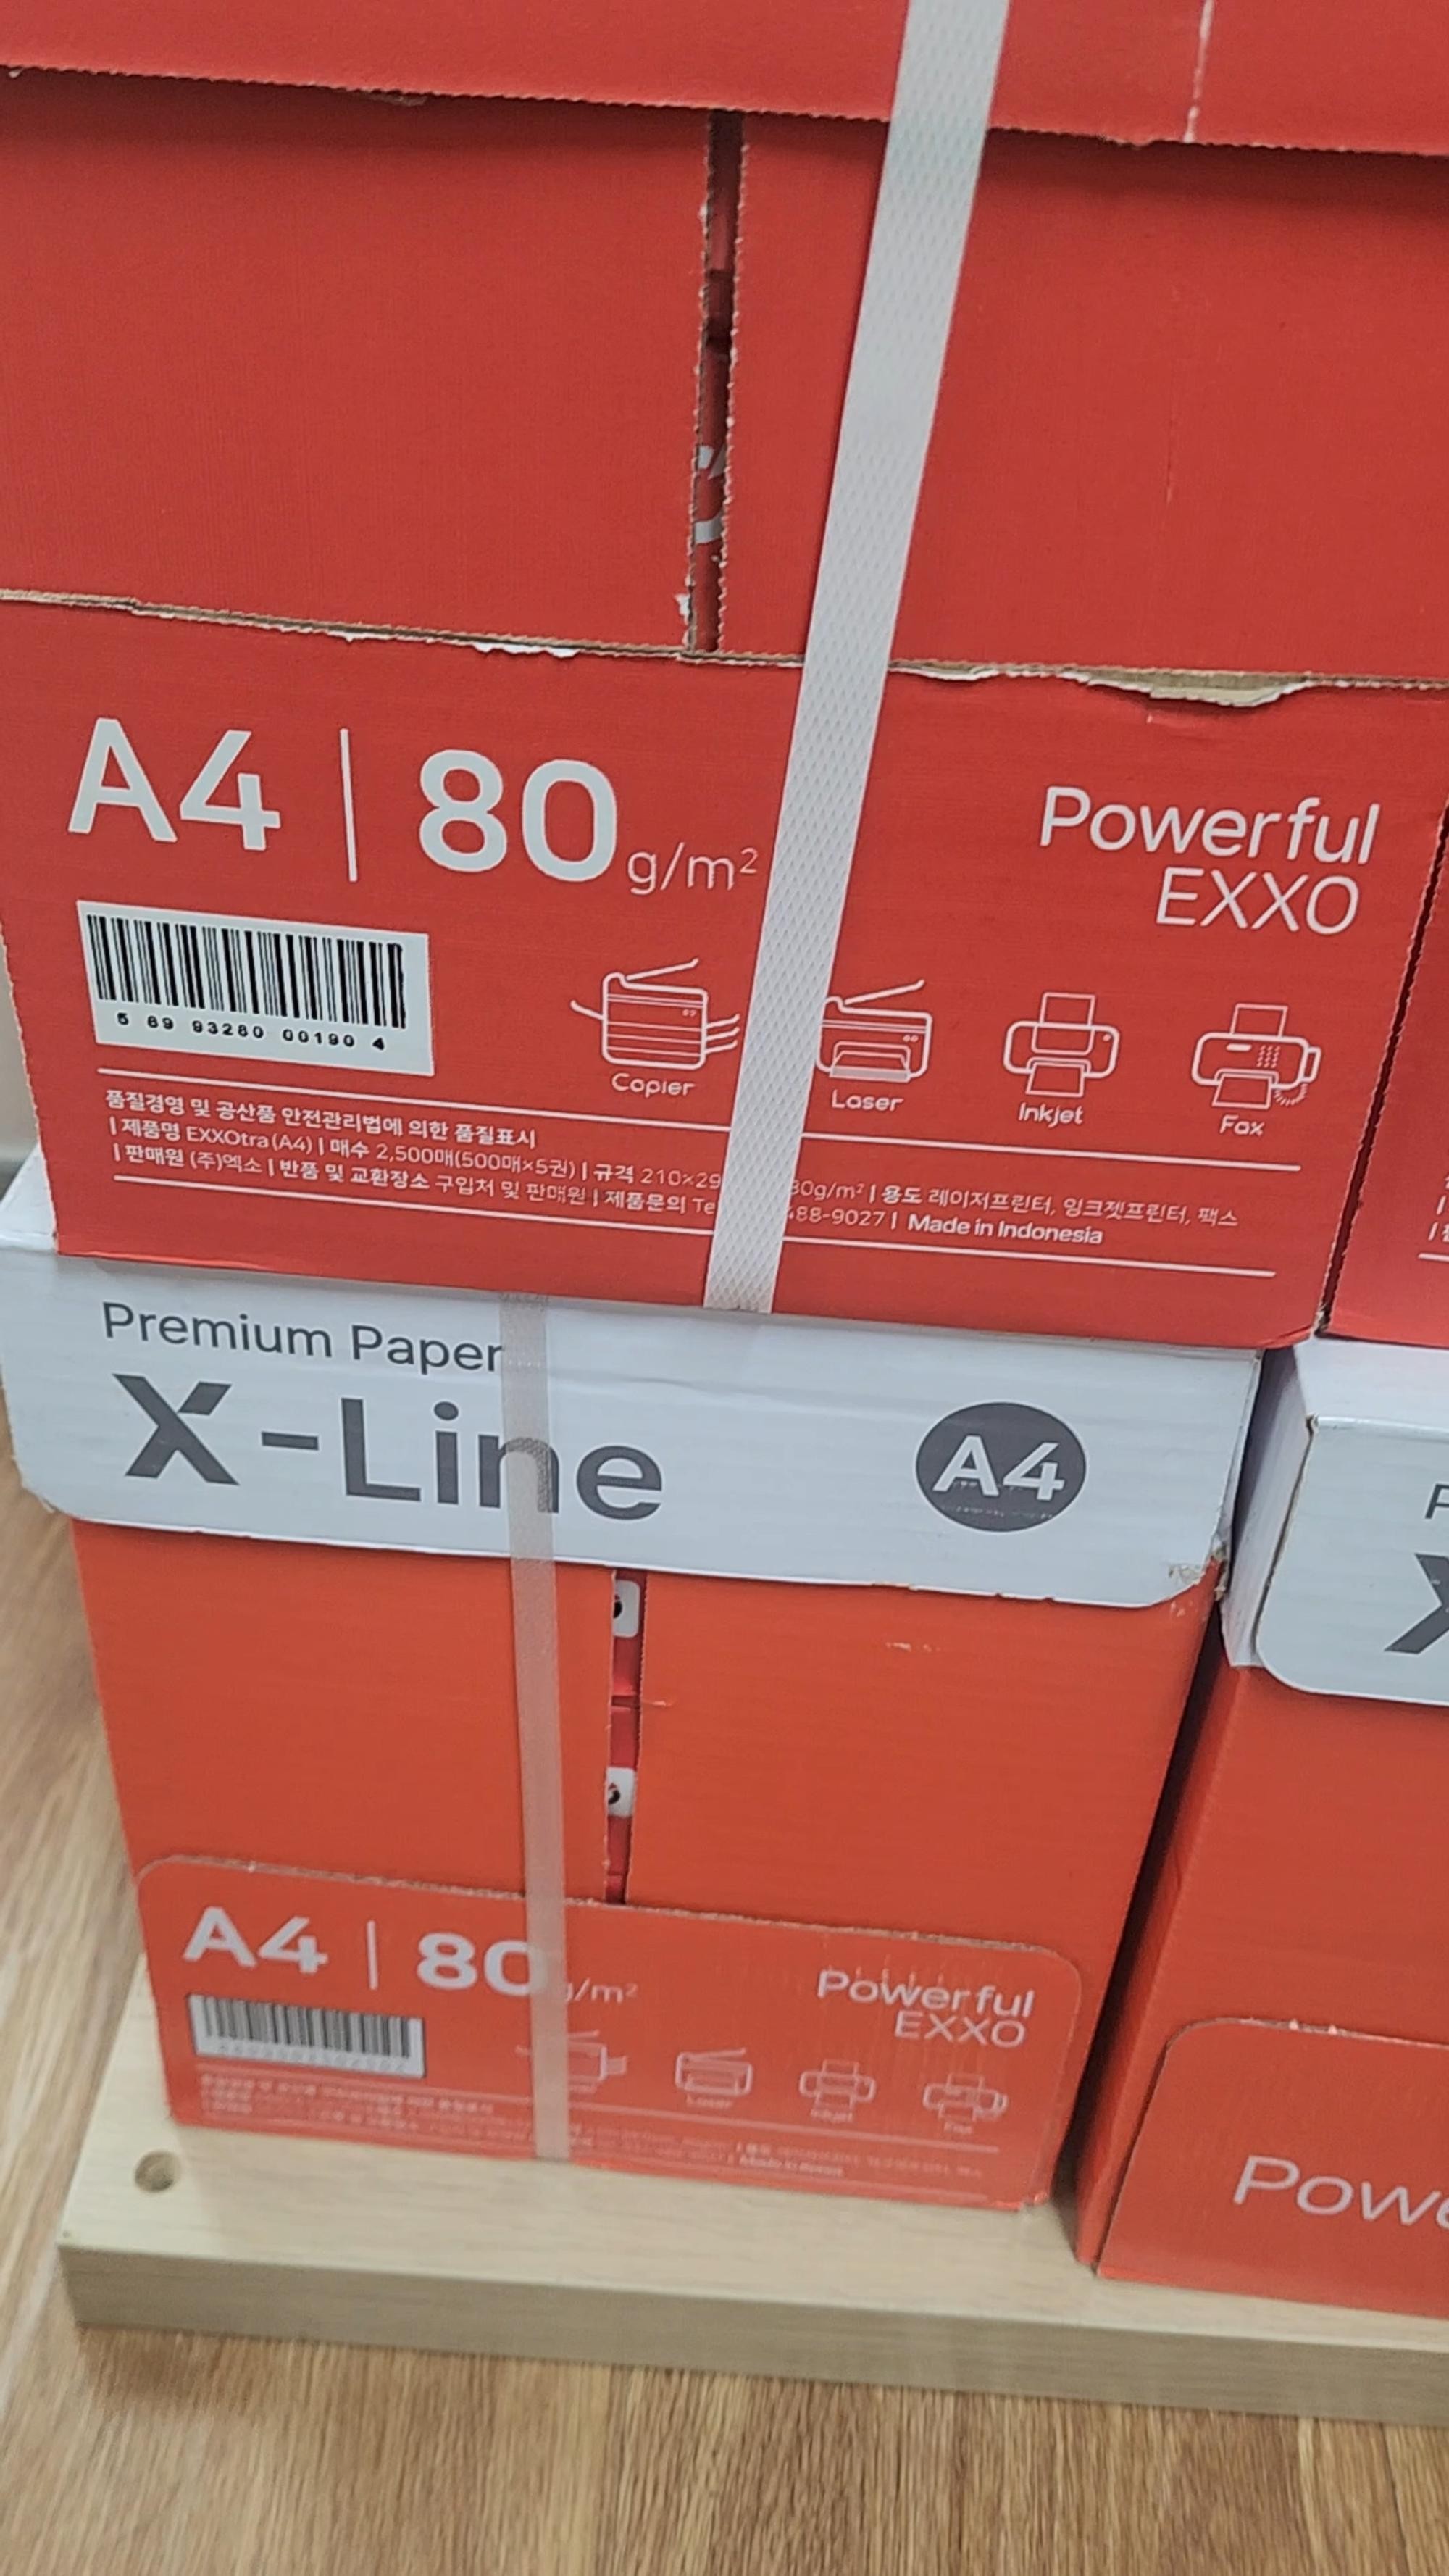 A4 | 80 g/m²
Powerful
EXXO
5 69 93280 00190 4
Copier
Laser
Inkjet
Fax
품질경영 및 공산품 안전관리법에 의한 품질표시
| 제품명 EXXOtra (A4) | 매수 2,500매(500매×5권) | 규격 210×29 80g/m² | 용도 레이저프린터, 잉크젯프린터, 팩스
| 판매원 (주)엑소 | 반품 및 교환장소 구입처 및 판매원 | 제품문의 Te 488-9027 | Made in Indonesia
Premium Paper
X-Line
A4
A4 | 80 g/m²
Powerful
EXXO
Laser
Inkjet
Fax
Powe